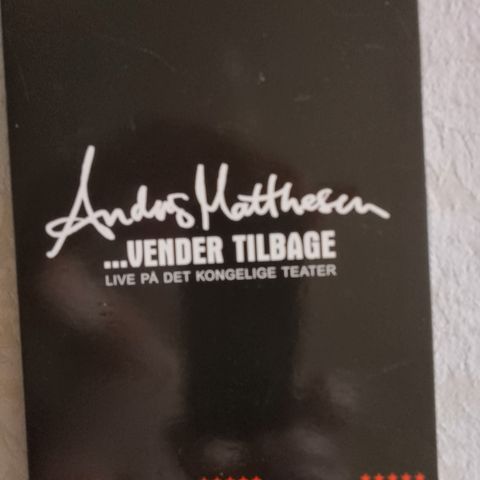 Anders Matthesen
...VENDER TILBAGE
LIVE PÅ DET KONGELIGE TEATER